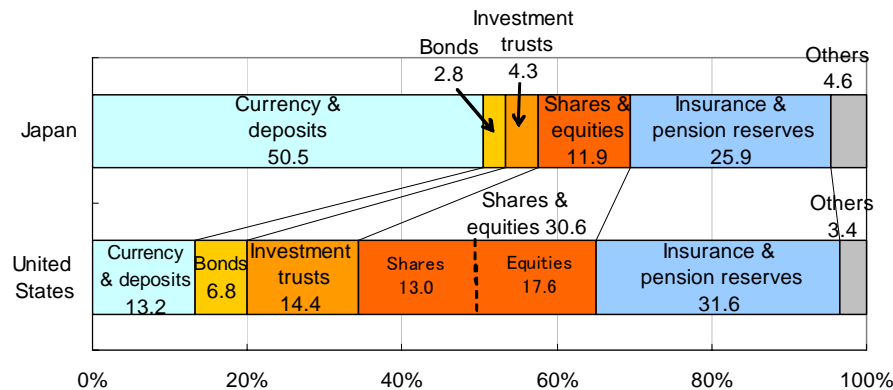 Investment
trusts
4.3
Bonds
2.8
Others
4.6
Japan
Currency &
deposits
50.5
Shares &
equities
11.9
Insurance &
pension reserves
25.9
Shares &
equities 30.6
Others
3.4
United
States
Currency
& deposits
13.2
Bonds
6.8
Investment
trusts
14.4
Shares
13.0
Equities
17.6
Insurance &
pension reserves
31.6
0% 20% 40% 60% 80% 100%